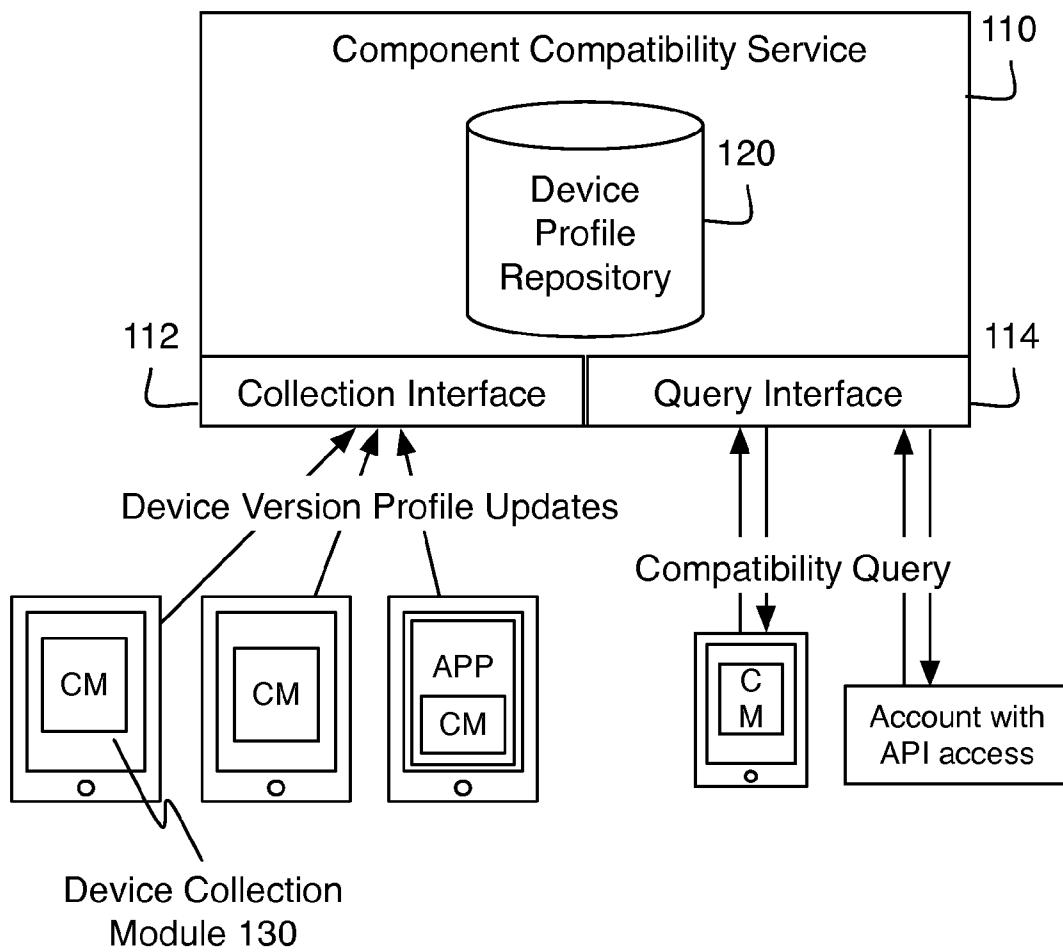 110
Component Compatibility Service
120
Device
Profile
Repository
112
114
Collection Interface
Query Interface
Device Version Profile Updates
Compatibility Query
CM
CM
APP
CM
C
M
Account with
API access
Device Collection
Module 130